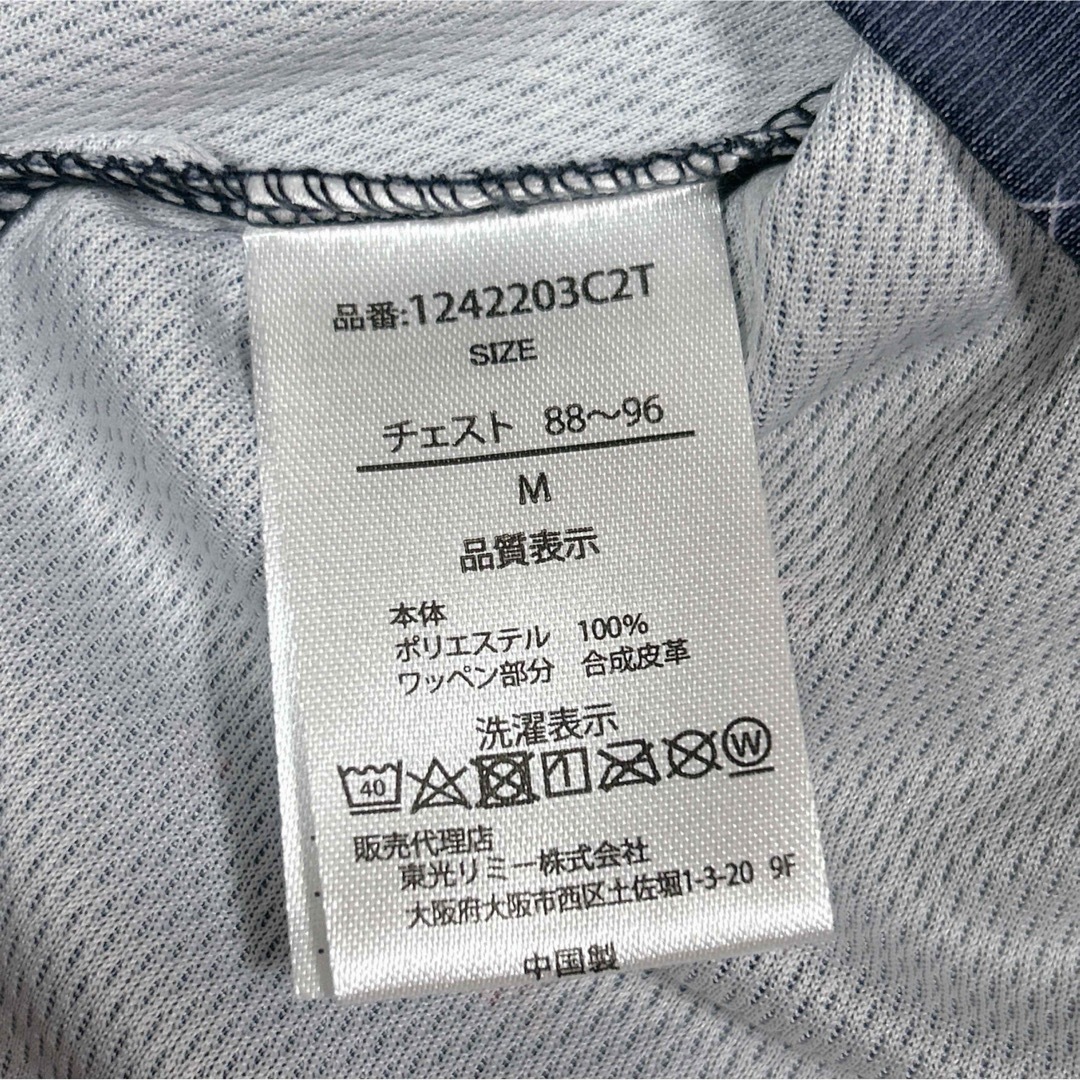 品番:1242203C2T
SIZE
チェスト 88～96
M
品質表示
本体
ポリエステル 100%
ワッペン部分 合成皮革
洗濯表示
40 1 W
販売代理店
東光リミー株式会社
大阪府大阪市西区土佐堀1-3-20 9F
中国製